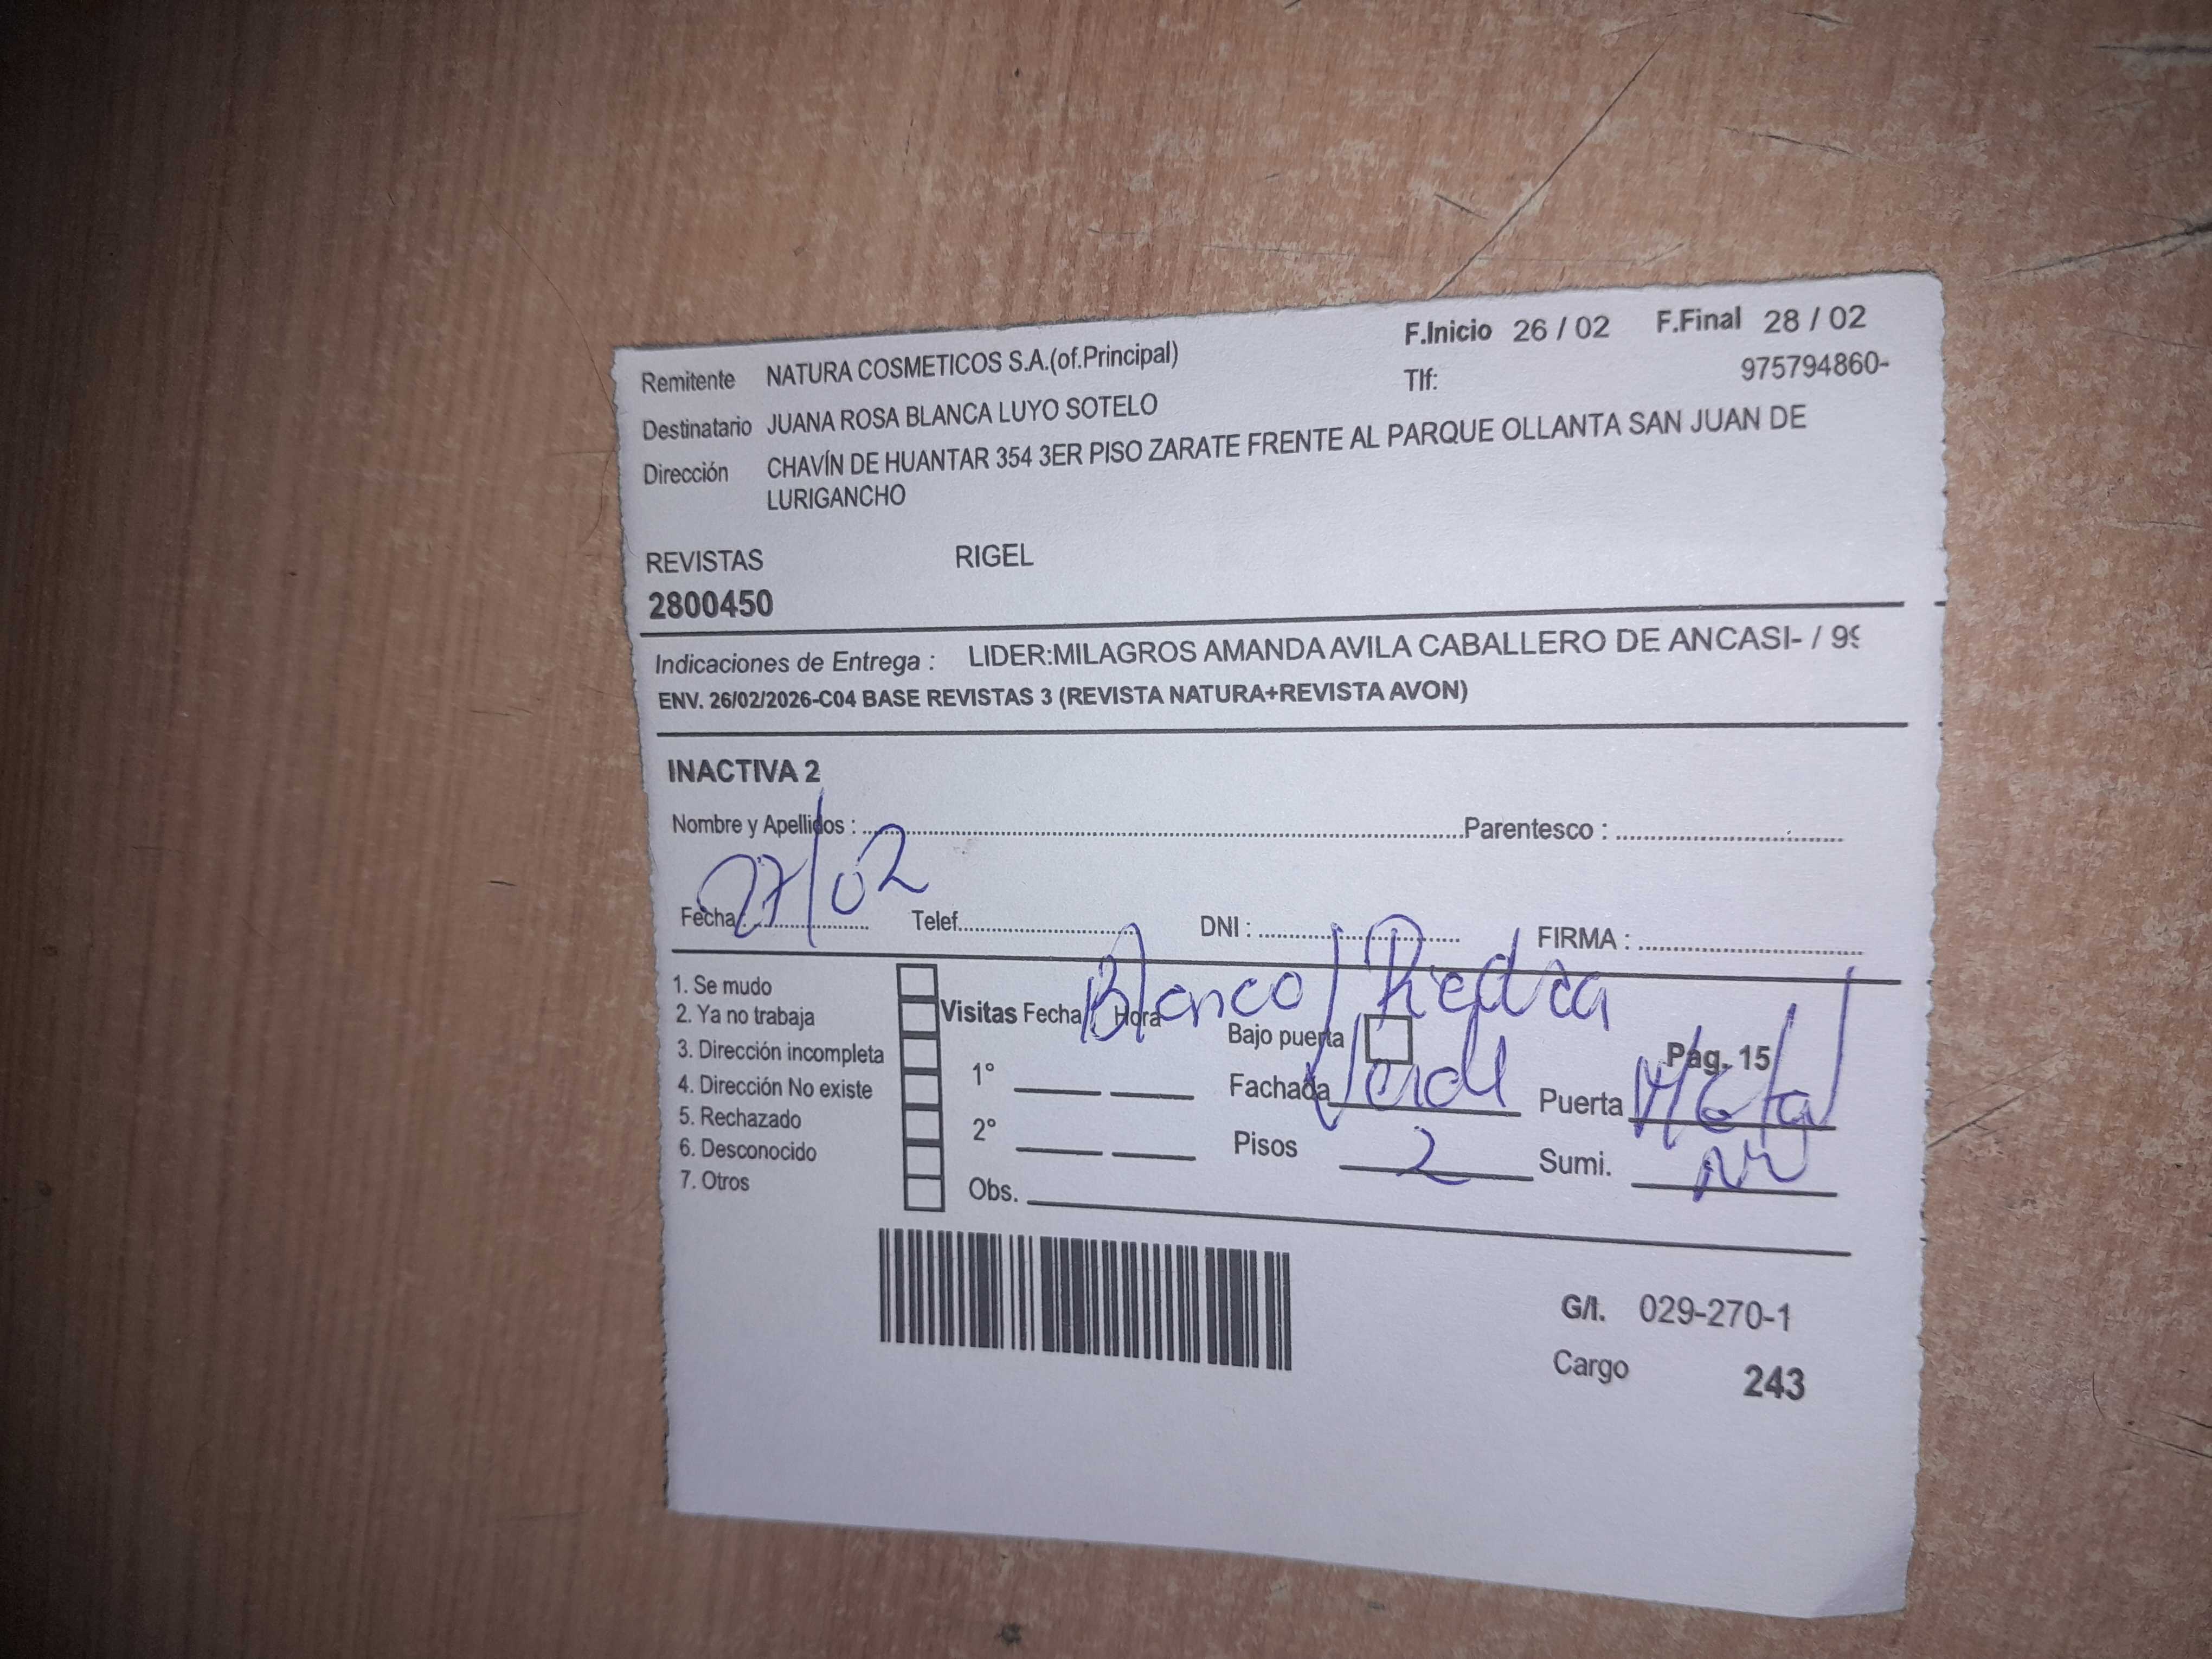 Remitente NATURA COSMETICOS S.A.(of.Principal) F.Inicio 26 / 02 F.Final 28 / 02
Tlf: 975794860-
Destinatario JUANA ROSA BLANCA LUYO SOTELO
Dirección CHAVÍN DE HUANTAR 354 3ER PISO ZARATE FRENTE AL PARQUE OLLANTA SAN JUAN DE
LURIGANCHO
REVISTAS RIGEL
2800450
Indicaciones de Entrega : LIDER:MILAGROS AMANDA AVILA CABALLERO DE ANCASI- / 99
ENV. 26/02/2026-C04 BASE REVISTAS 3 (REVISTA NATURA+REVISTA AVON)
INACTIVA 2
Nombre y Apellidos : Parentesco :
Fecha : 27/02 Telef. DNI : FIRMA :
Blanco/Piedra
1. Se mudo
2. Ya no trabaja Visitas Fecha / Hora Bajo puerta Pág. 15
3. Dirección incompleta 1° Fachada Verde Puerta Metal
4. Dirección No existe
5. Rechazado 2° Pisos 2 Sumi.
6. Desconocido
7. Otros Obs.
G/I. 029-270-1
Cargo 243